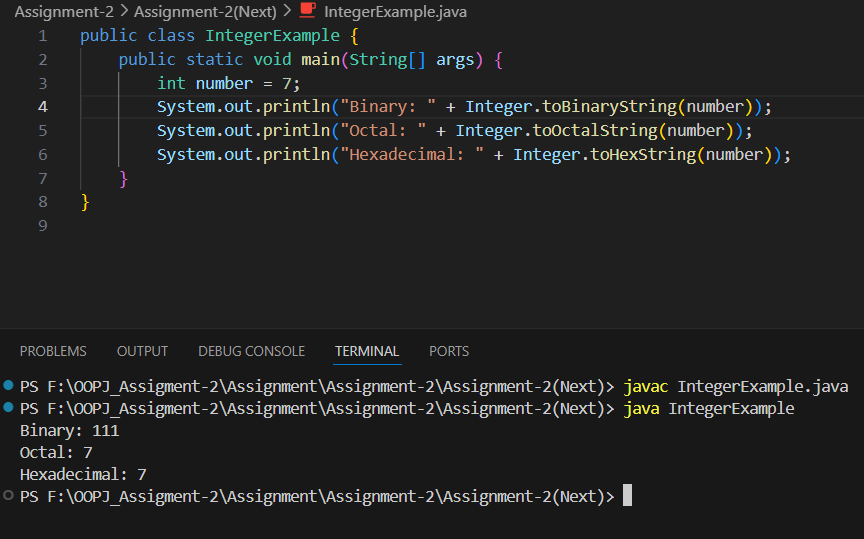 Assignment-2 > Assignment-2(Next) > IntegerExample.java
1 public class IntegerExample {
2 public static void main(String[] args) {
3 int number = 7;
4 System.out.println("Binary: " + Integer.toBinaryString(number));
5 System.out.println("Octal: " + Integer.toOctalString(number));
6 System.out.println("Hexadecimal: " + Integer.toHexString(number));
7 }
8 }
9
PROBLEMS OUTPUT DEBUG CONSOLE TERMINAL PORTS
PS F:\OOPJ_Assigment-2\Assignment\Assignment-2\Assignment-2(Next)> javac IntegerExample.java
PS F:\OOPJ_Assigment-2\Assignment\Assignment-2\Assignment-2(Next)> java IntegerExample
Binary: 111
Octal: 7
Hexadecimal: 7
PS F:\OOPJ_Assigment-2\Assignment\Assignment-2\Assignment-2(Next)>